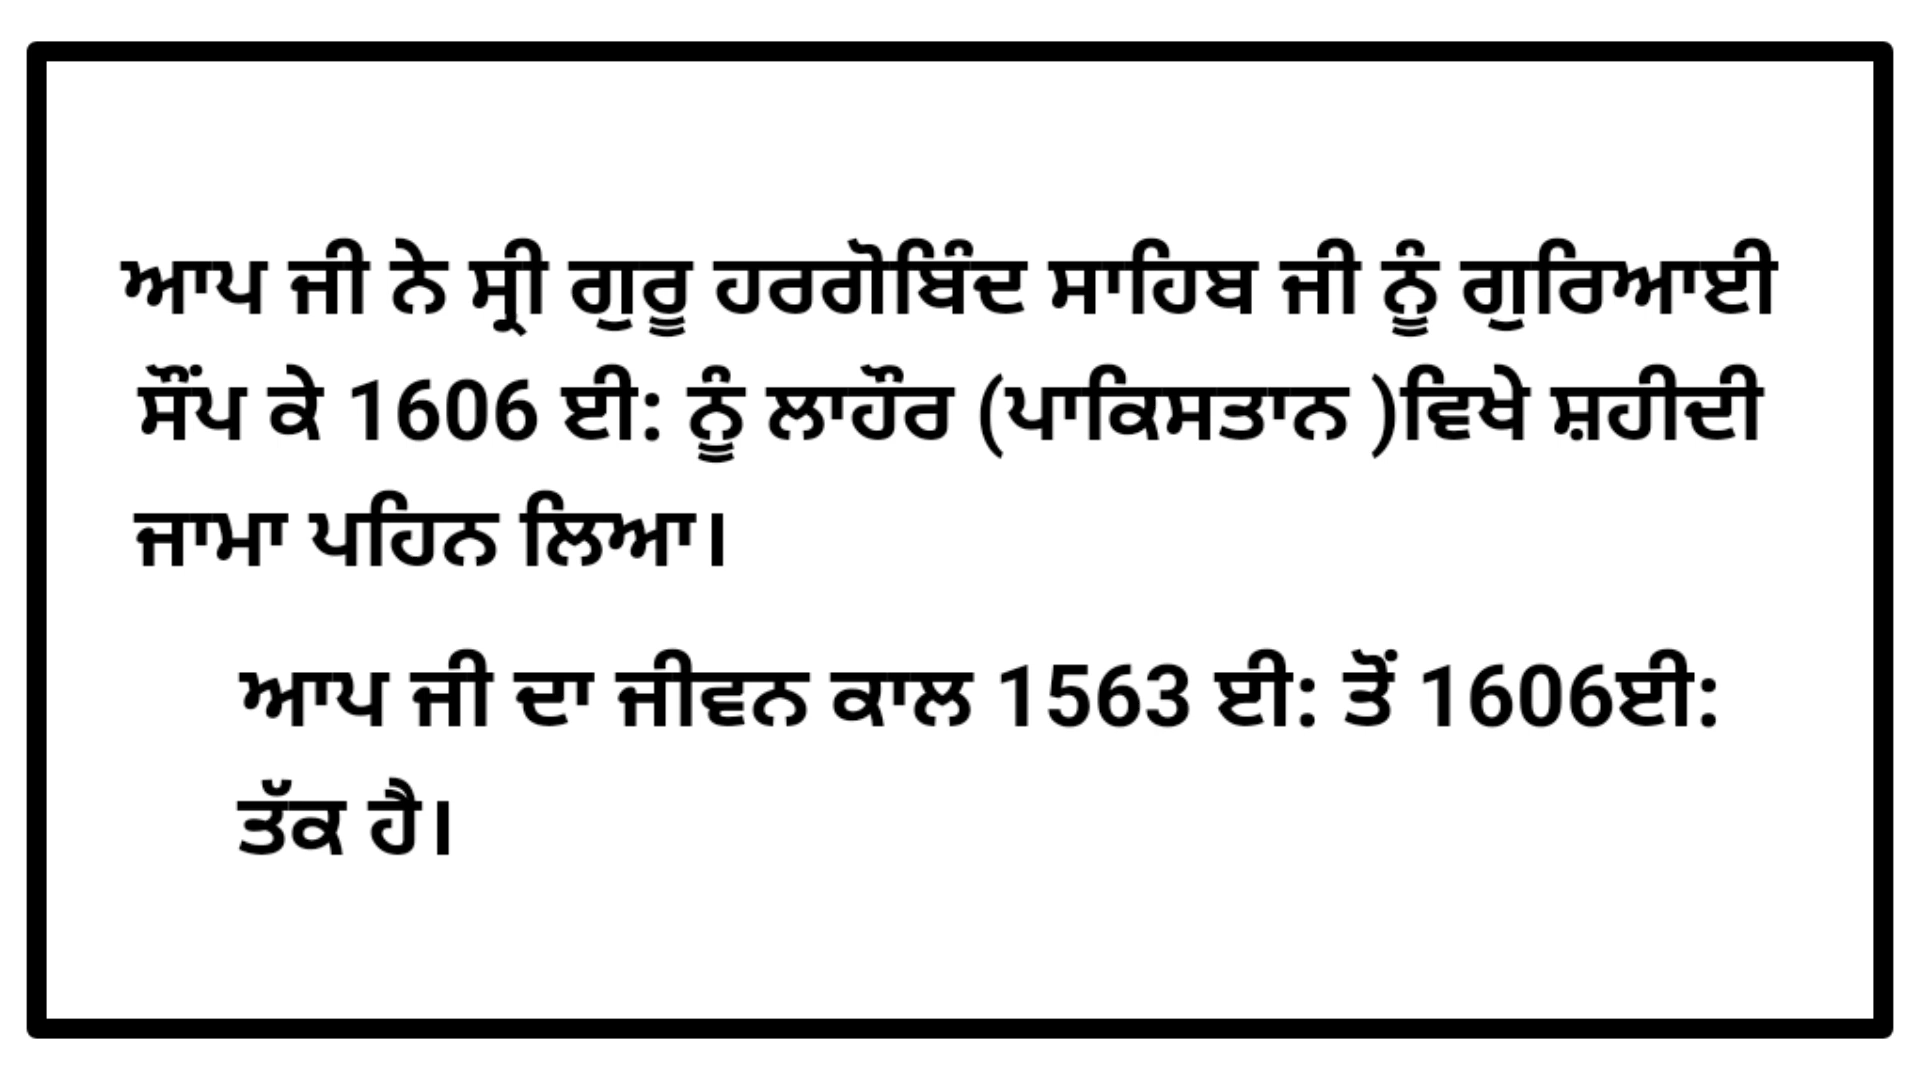 ਆਪ ਜੀ ਨੇ ਸ੍ਰੀ ਗੁਰੂ ਹਰਗੋਬਿੰਦ ਸਾਹਿਬ ਜੀ ਨੂੰ ਗੁਰਿਆਈ
ਸੌਂਪ ਕੇ 1606 ਈ: ਨੂੰ ਲਾਹੌਰ (ਪਾਕਿਸਤਾਨ )ਵਿਖੇ ਸ਼ਹੀਦੀ
ਜਾਮਾ ਪਹਿਨ ਲਿਆ।
ਆਪ ਜੀ ਦਾ ਜੀਵਨ ਕਾਲ 1563 ਈ: ਤੋਂ 1606ਈ:
ਤੱਕ ਹੈ।